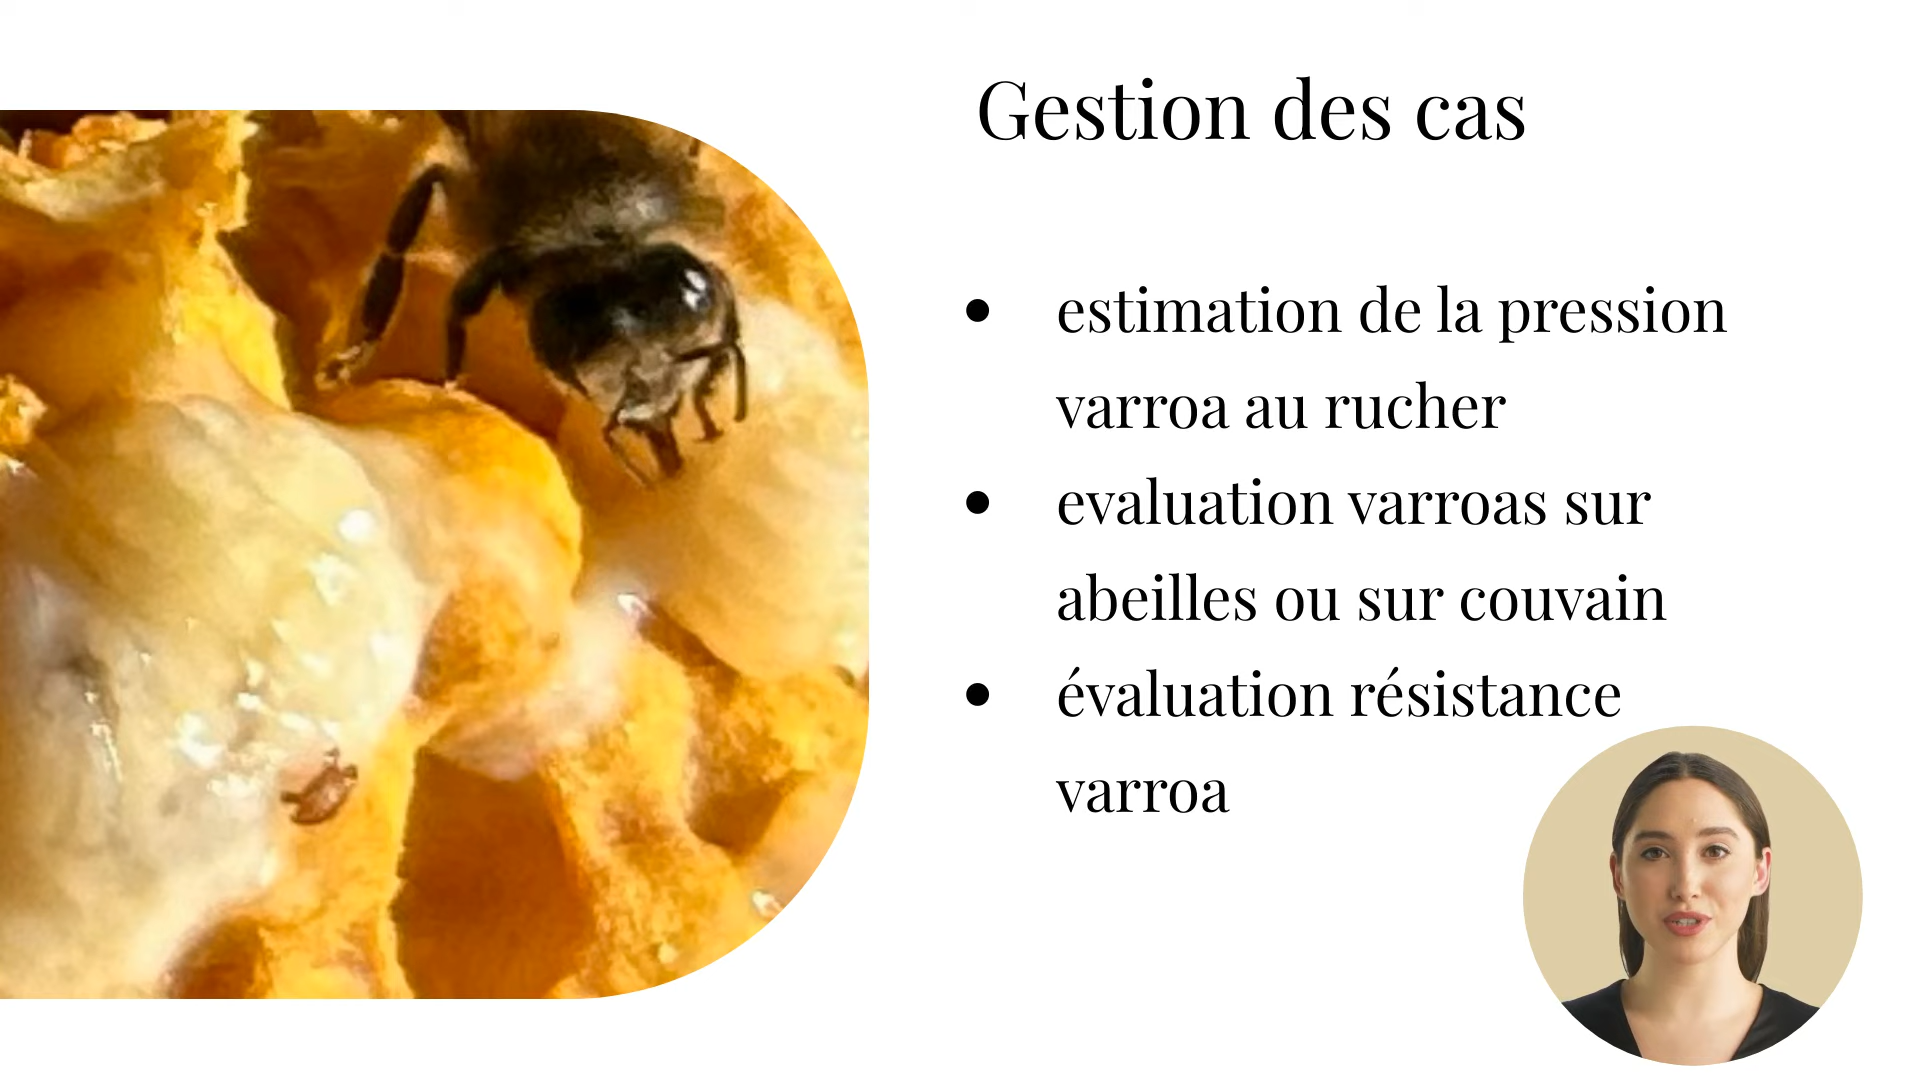 Gestion des cas
estimation de la pression
varroa au rucher
evaluation varroas sur
abeilles ou sur couvain
évaluation résistance
varroa